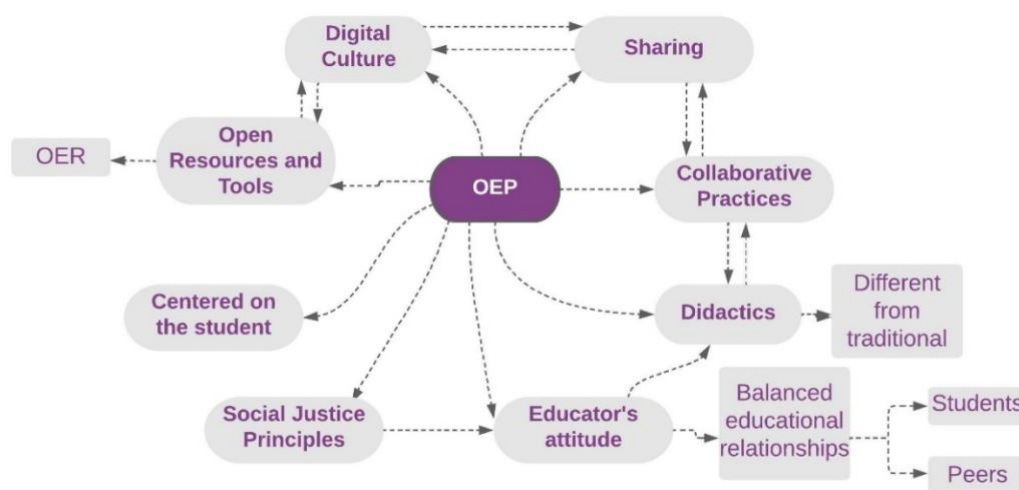 Digital
Culture
Sharing
OER
Open
Resources and
Tools
OEP
Collaborative
Practices
Centered on
the student
Didactics
Different
from
traditional
Social Justice
Principles
Educator's
attitude
Balanced
educational
relationships
Students
Peers